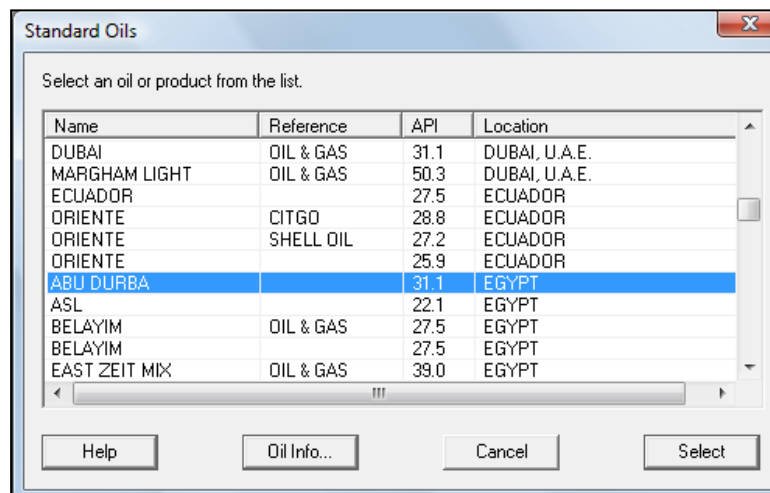 Standard Oils
Select an oil or product from the list.
Name Reference API Location
DUBAI OIL & GAS 31.1 DUBAI, U.A.E.
MARGHAM LIGHT OIL & GAS 50.3 DUBAI, U.A.E.
ECUADOR 27.5 ECUADOR
ORIENTE CITGO 28.8 ECUADOR
ORIENTE SHELL OIL 27.2 ECUADOR
ORIENTE 25.9 ECUADOR
ABU DURBA 31.1 EGYPT
ASL 22.1 EGYPT
BELAYIM OIL & GAS 27.5 EGYPT
BELAYIM 27.5 EGYPT
EAST ZEIT MIX OIL & GAS 39.0 EGYPT
Help Oil Info... Cancel Select